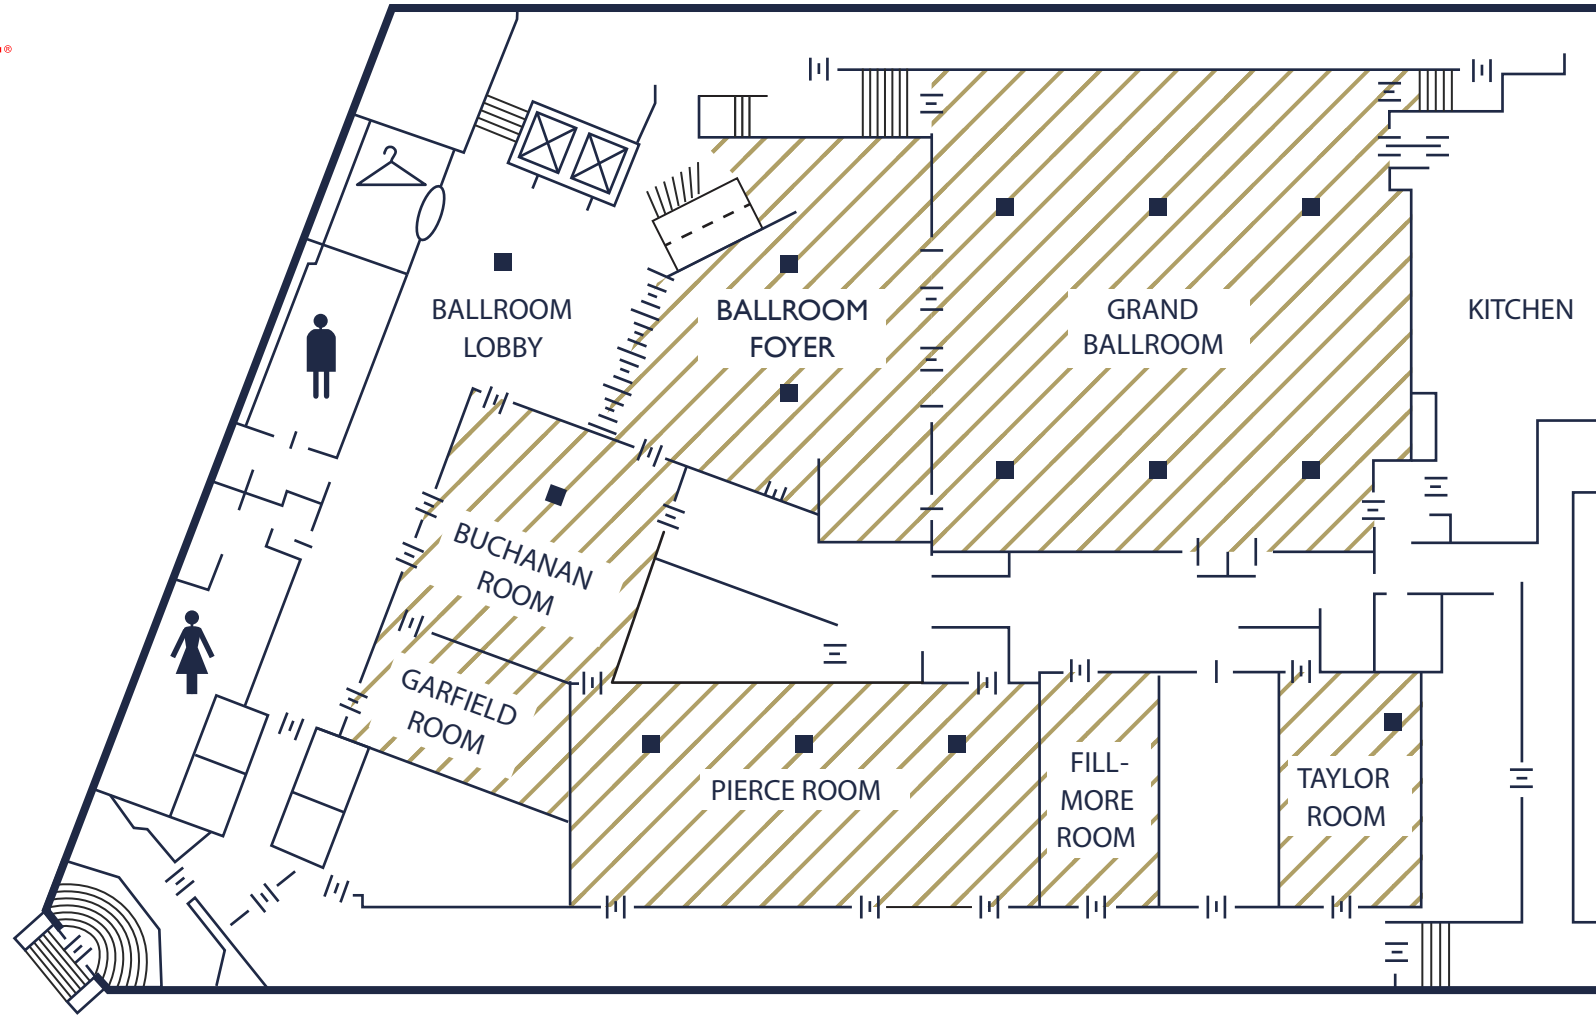 BALLROOM
LOBBY
BALLROOM
FOYER
GRAND
BALLROOM
KITCHEN
BUCHANAN
ROOM
GARFIELD
ROOM
PIERCE ROOM
FILL-
MORE
ROOM
TAYLOR
ROOM